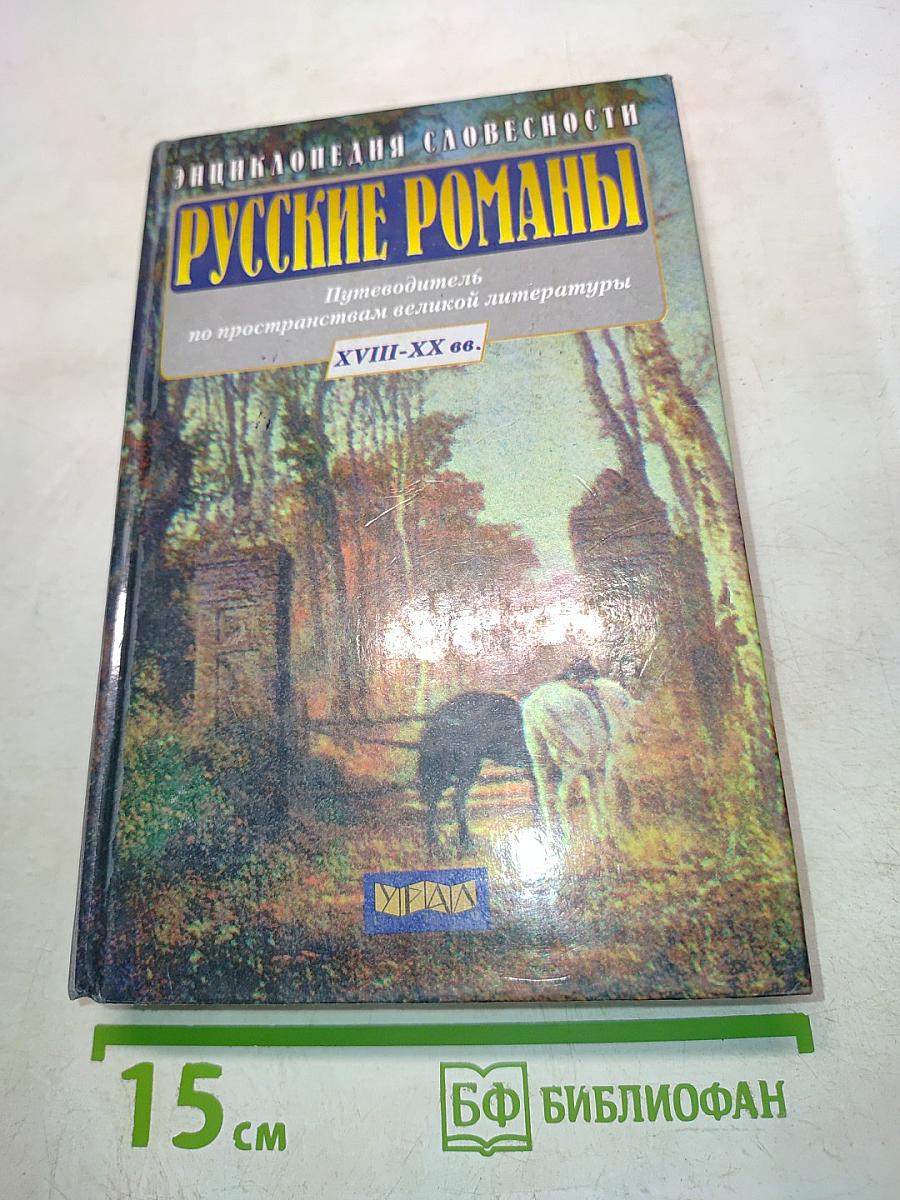 ЭНЦИКЛОПЕДИЯ СЛОВЕСНОСТИ
РУССКИЕ РОМАНЫ
Путеводитель
по пространствам великой литературы
XVIII-XX вв.
УРАЛ
15 см
БФ БИБЛИОФАН